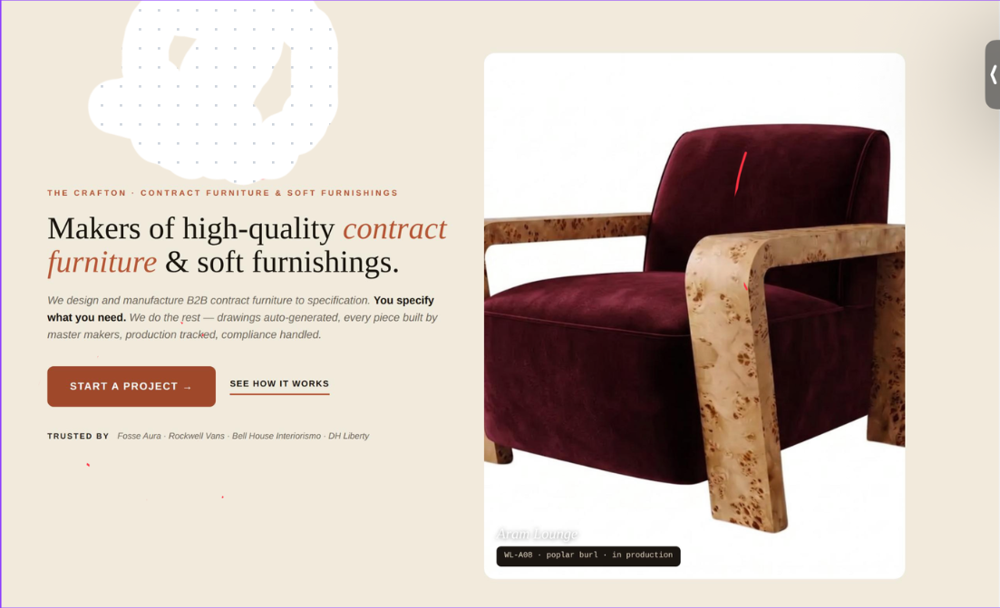 THE CRAFTON · CONTRACT FURNITURE & SOFT FURNISHINGS
Makers of high-quality contract
furniture & soft furnishings.
We design and manufacture B2B contract furniture to specification. You specify
what you need. We do the rest — drawings auto-generated, every piece built by
master makers, production tracked, compliance handled.
START A PROJECT →
SEE HOW IT WORKS
TRUSTED BY Fosse Aura · Rockwell Vans · Bell House Interiorismo · DH Liberty
Aram Lounge
WL-A08 · poplar burl · in production